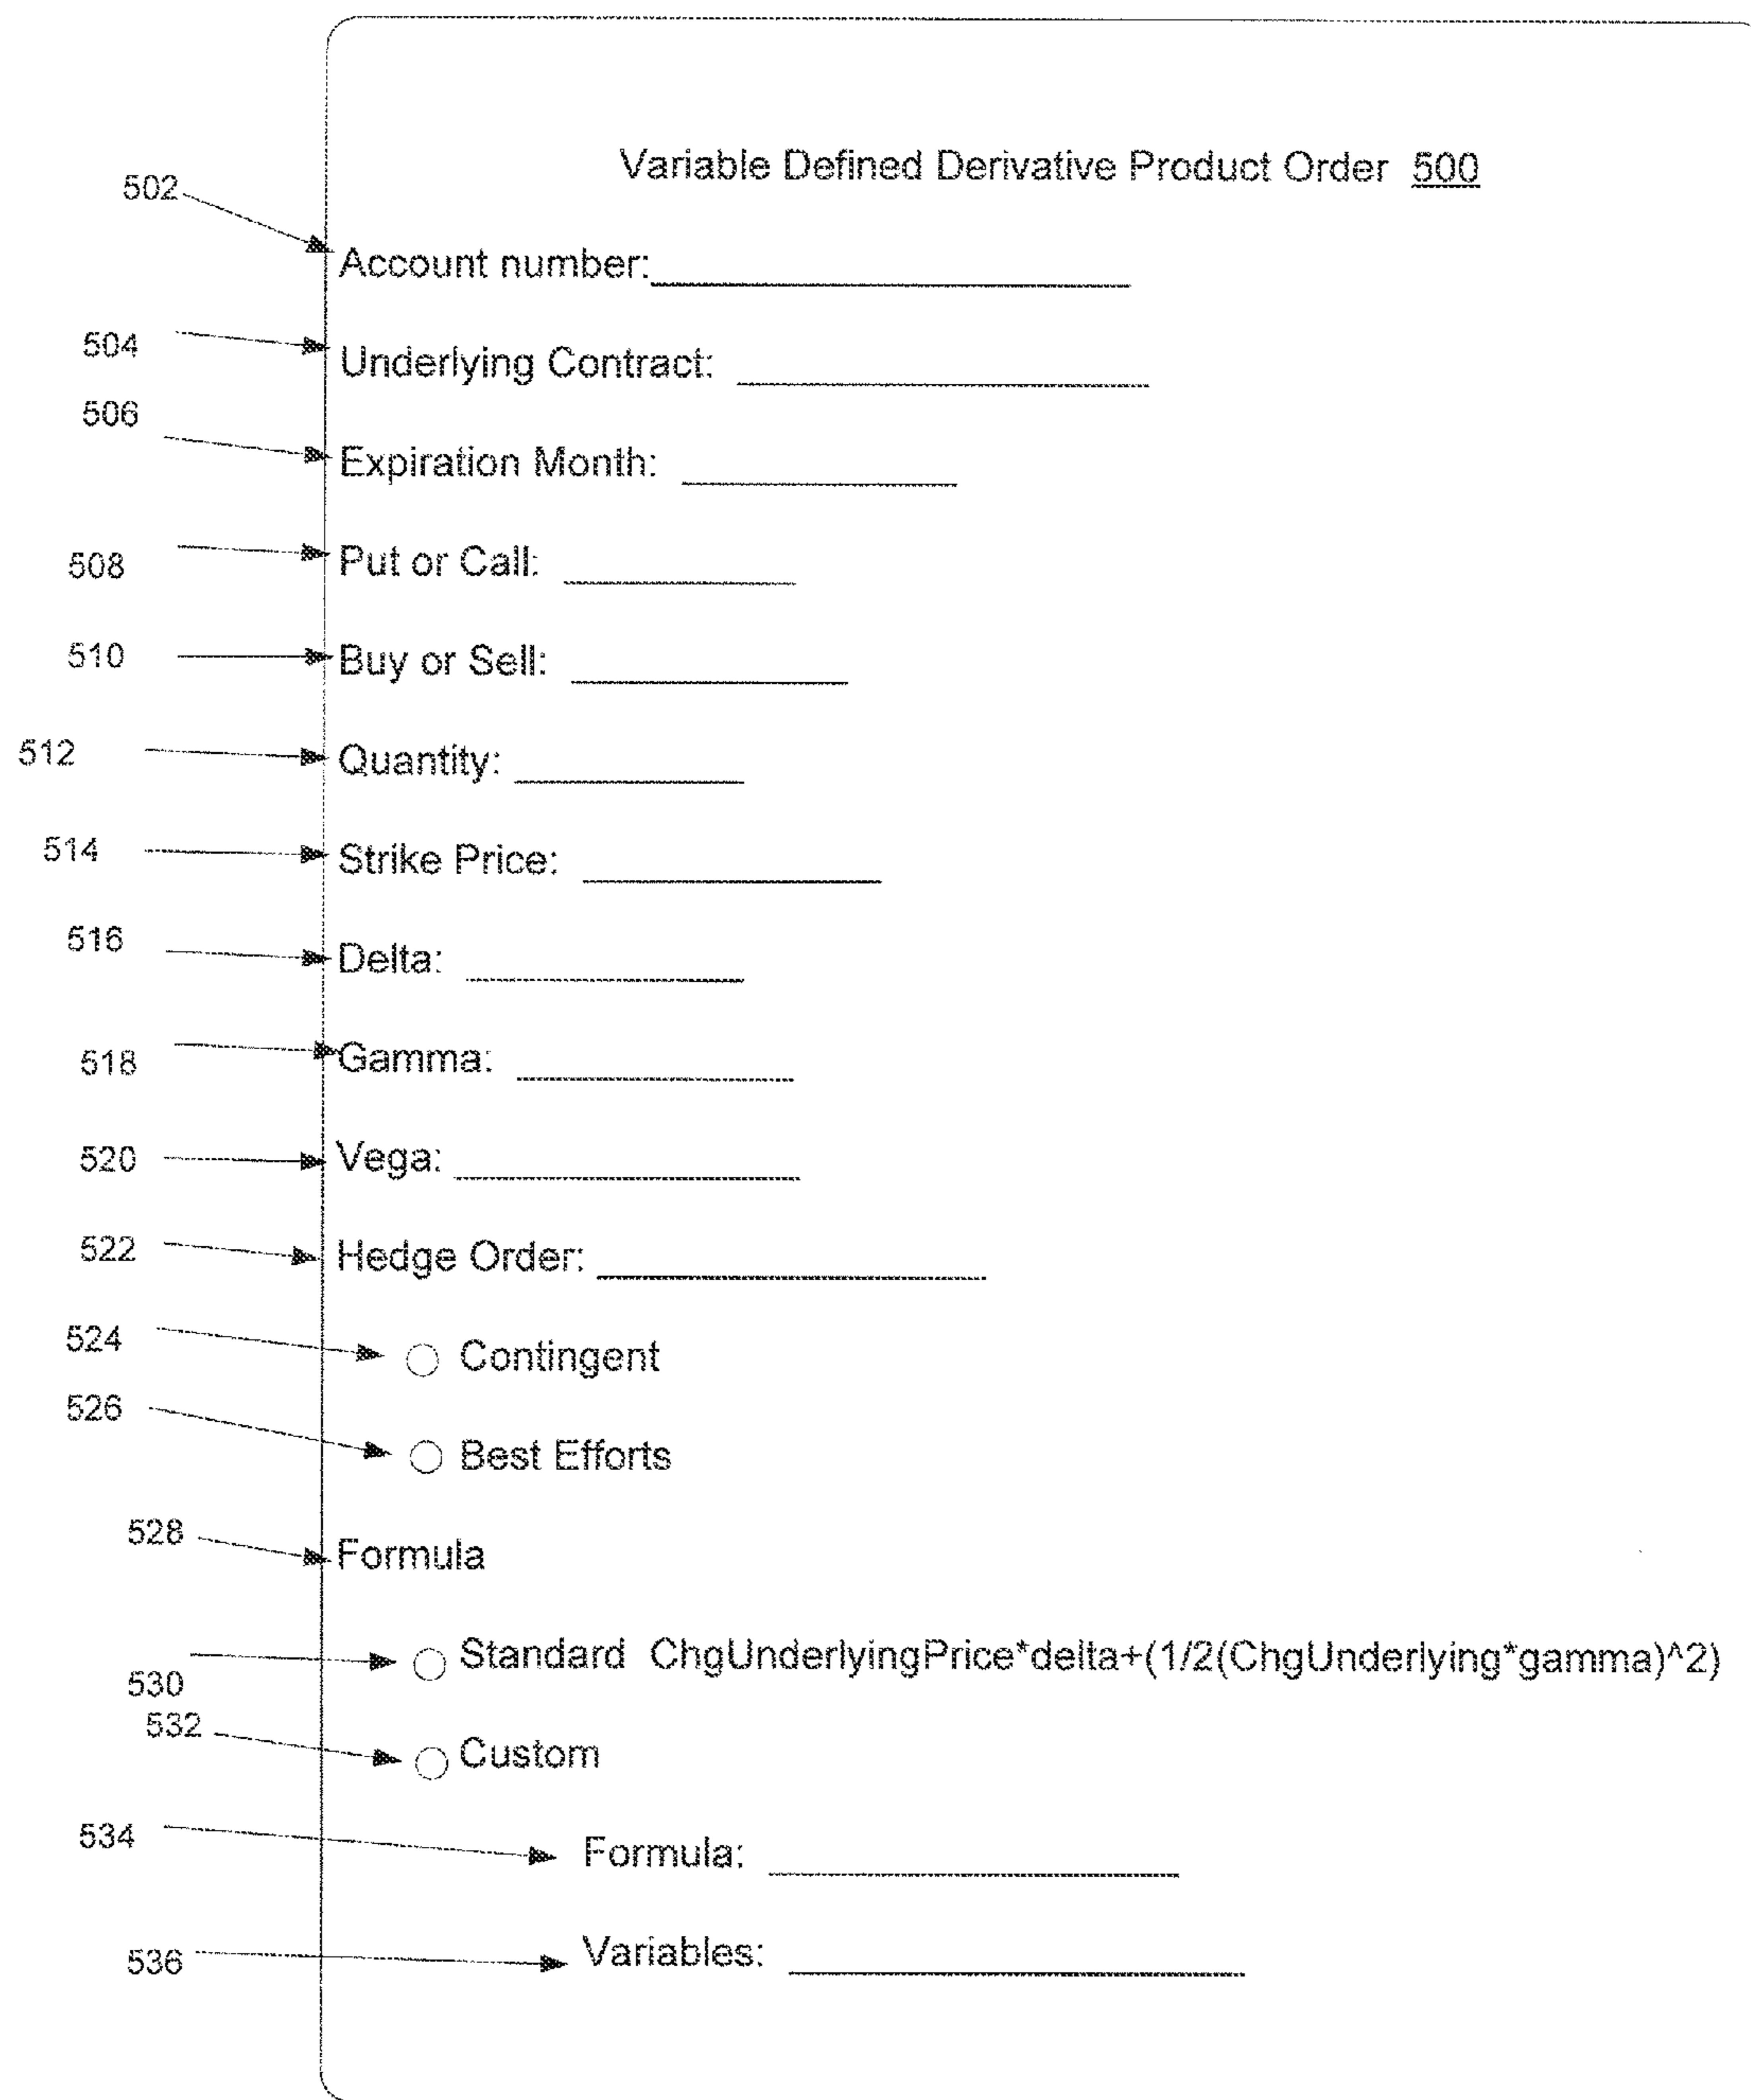 Variable Defined Derivative Product Order 500
502
Account number:
504
Underlying Contract:
506
Expiration Month:
508
Put or Call:
510
Buy or Sell:
512
Quantity:
514
Strike Price:
516
Delta:
518
Gamma:
520
Vega:
522
Hedge Order:
524
Contingent
526
Best Efforts
528
Formula
530
Standard ChgUnderlyingPrice*delta+(1/2(ChgUnderlying*gamma)^2)
532
Custom
534
Formula:
536
Variables: